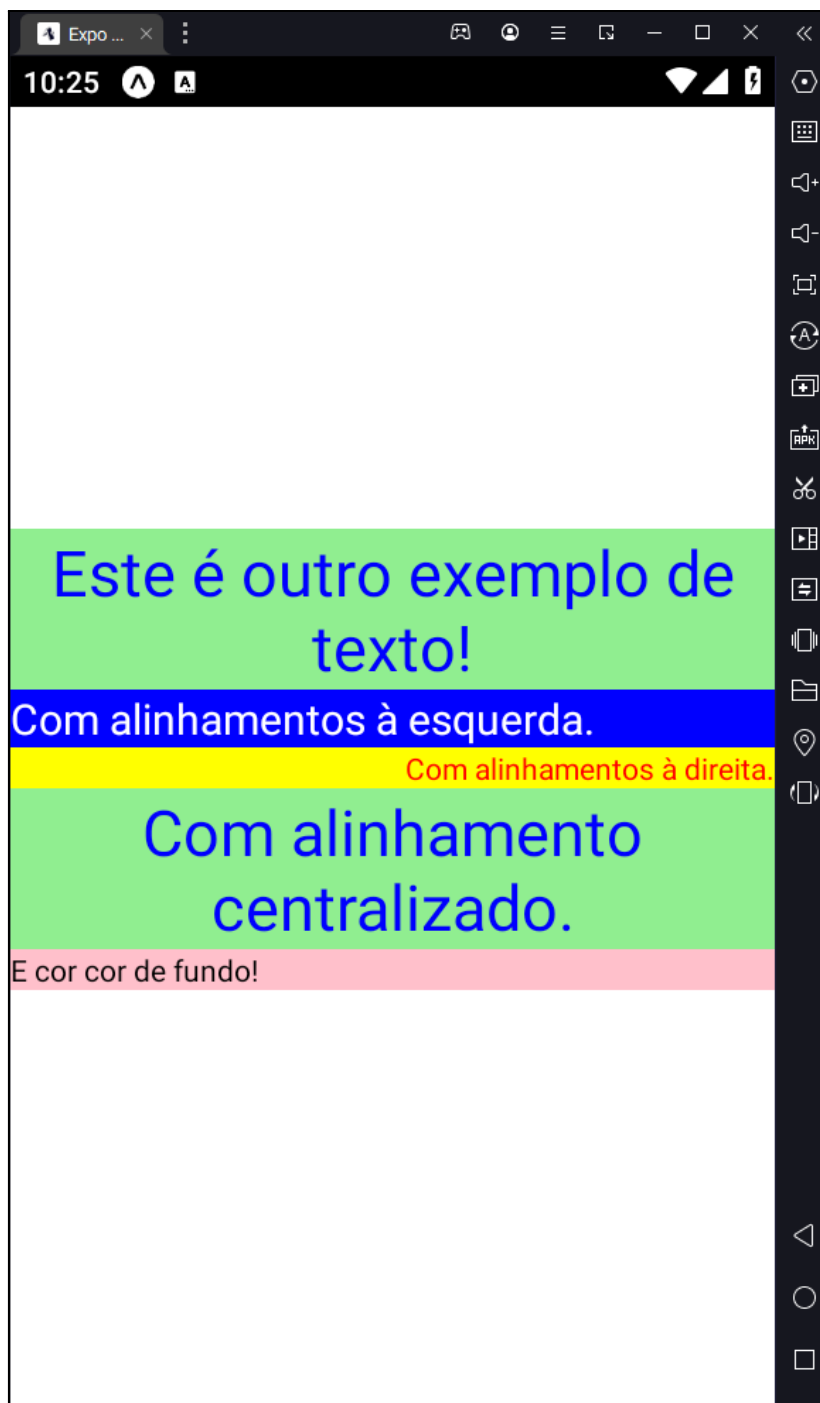 Expo ...
10:25
A
Este é outro exemplo de
texto!
Com alinhamentos à esquerda.
Com alinhamentos à direita.
Com alinhamento
centralizado.
E cor cor de fundo!
A
APK